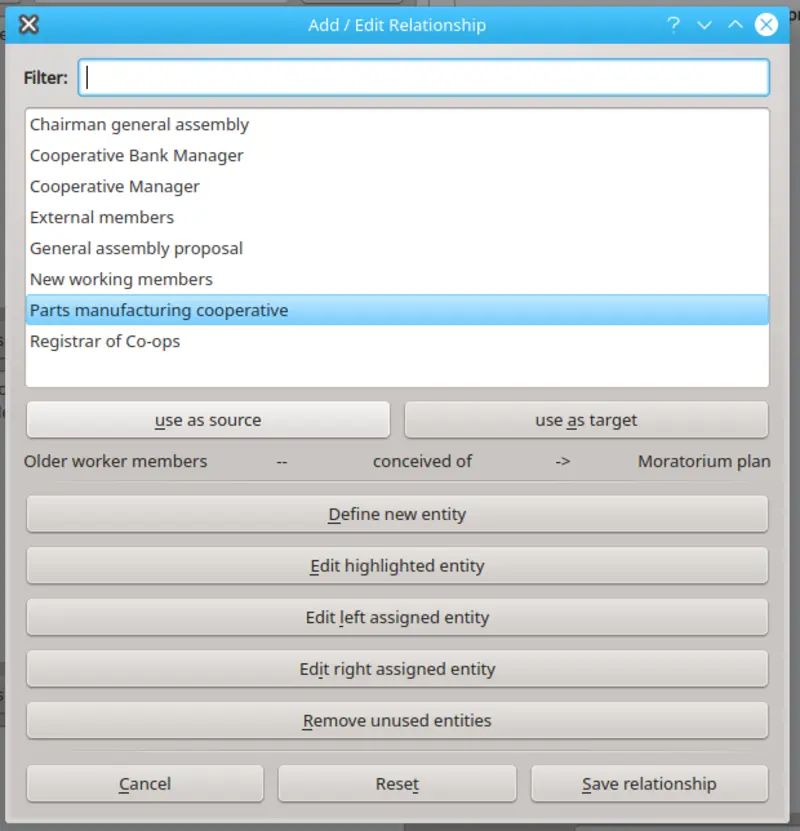 Add / Edit Relationship
Filter:
Chairman general assembly
Cooperative Bank Manager
Cooperative Manager
External members
General assembly proposal
New working members
Parts manufacturing cooperative
Registrar of Co-ops
use as source use as target
Older worker members -- conceived of -> Moratorium plan
Define new entity
Edit highlighted entity
Edit left assigned entity
Edit right assigned entity
Remove unused entities
Cancel Reset Save relationship